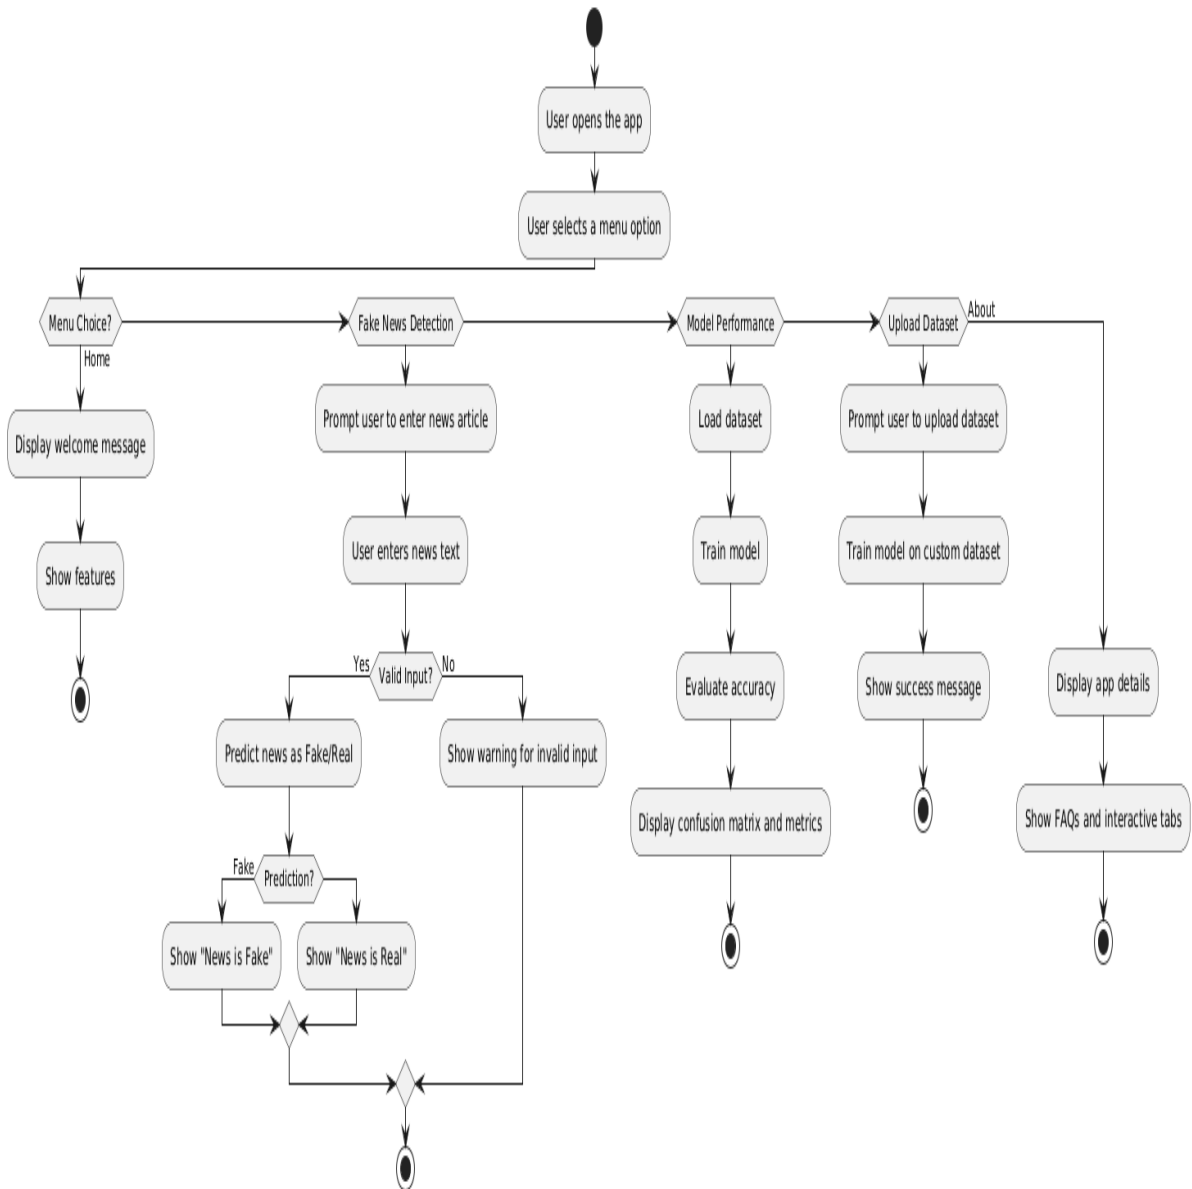 User opens the app
User selects a menu option
Menu Choice?
Home
Fake News Detection
Model Performance
Upload Dataset
About
Display welcome message
Show features
Prompt user to enter news article
User enters news text
Valid Input?
Yes
No
Predict news as Fake/Real
Show warning for invalid input
Prediction?
Fake
Show "News is Fake"
Show "News is Real"
Load dataset
Train model
Evaluate accuracy
Display confusion matrix and metrics
Prompt user to upload dataset
Train model on custom dataset
Show success message
Display app details
Show FAQs and interactive tabs